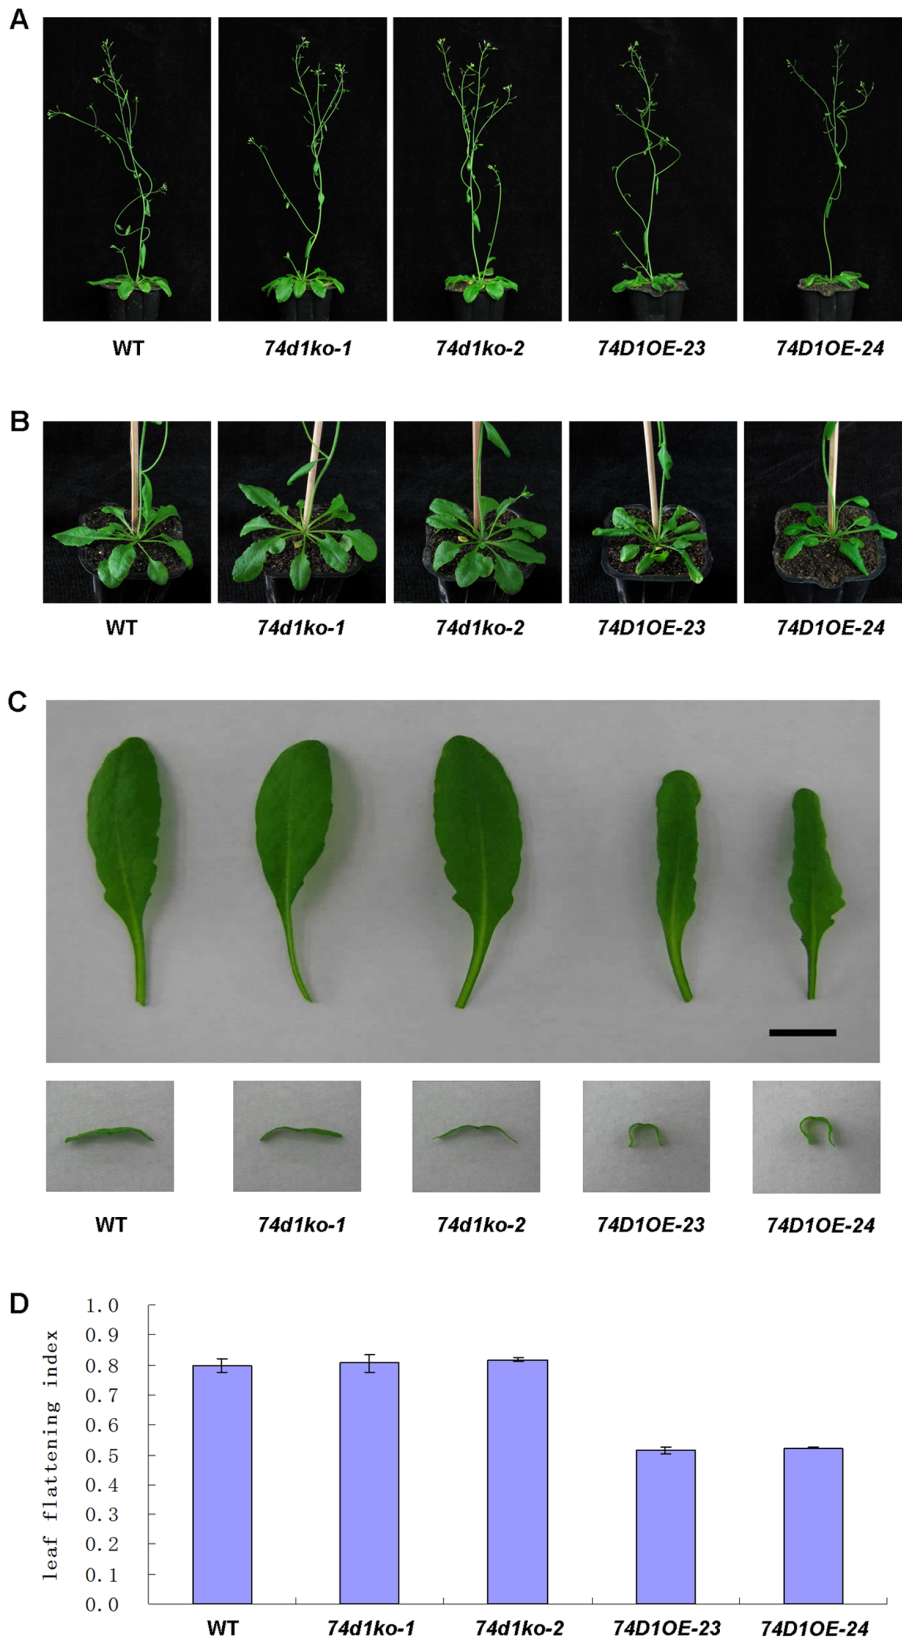 A
WT 74d1ko-1 74d1ko-2 74D1OE-23 74D1OE-24
B
WT 74d1ko-1 74d1ko-2 74D1OE-23 74D1OE-24
C
WT 74d1ko-1 74d1ko-2 74D1OE-23 74D1OE-24
D
leaf flattening index
1.0
0.9
0.8
0.7
0.6
0.5
0.4
0.3
0.2
0.1
0.0
WT 74d1ko-1 74d1ko-2 74D1OE-23 74D1OE-24